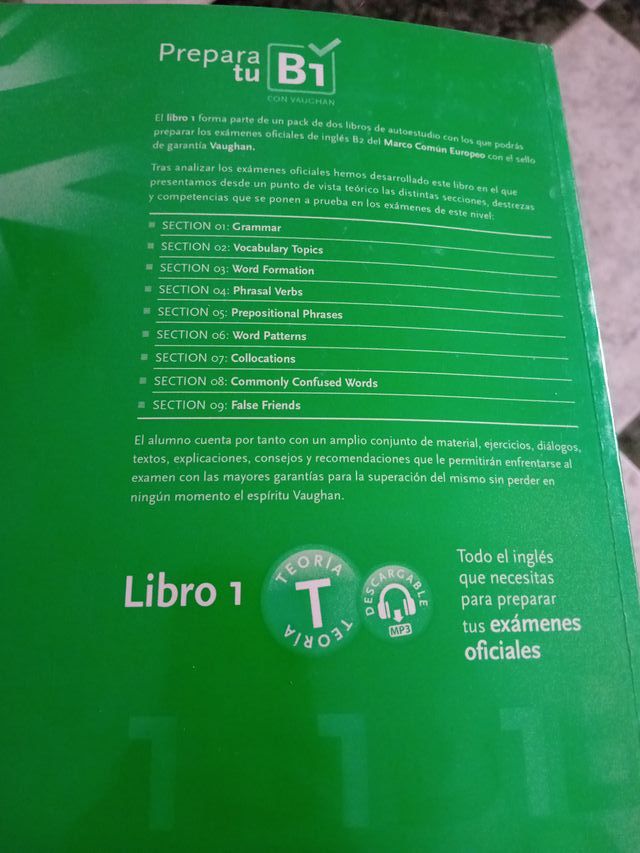 Prepara
tu B1
CON VAUGHAN
El libro 1 forma parte de un pack de dos libros de autoestudio con los que podrás
preparar los exámenes oficiales de inglés B2 del Marco Común Europeo con el sello
de garantía Vaughan.
Tras analizar los exámenes oficiales hemos desarrollado este libro en el que
presentamos desde un punto de vista teórico las distintas secciones, destrezas
y competencias que se ponen a prueba en los exámenes de este nivel:
SECTION 01: Grammar
SECTION 02: Vocabulary Topics
SECTION 03: Word Formation
SECTION 04: Phrasal Verbs
SECTION 05: Prepositional Phrases
SECTION 06: Word Patterns
SECTION 07: Collocations
SECTION 08: Commonly Confused Words
SECTION 09: False Friends
El alumno cuenta por tanto con un amplio conjunto de material, ejercicios, diálogos,
textos, explicaciones, consejos y recomendaciones que le permitirán enfrentarse al
examen con las mayores garantías para la superación del mismo sin perder en
ningún momento el espíritu Vaughan.
Libro 1
TEORÍA
T
TEORÍA
DESCARGABLE
MP3
Todo el inglés
que necesitas
para preparar
tus exámenes
oficiales
1 1 1